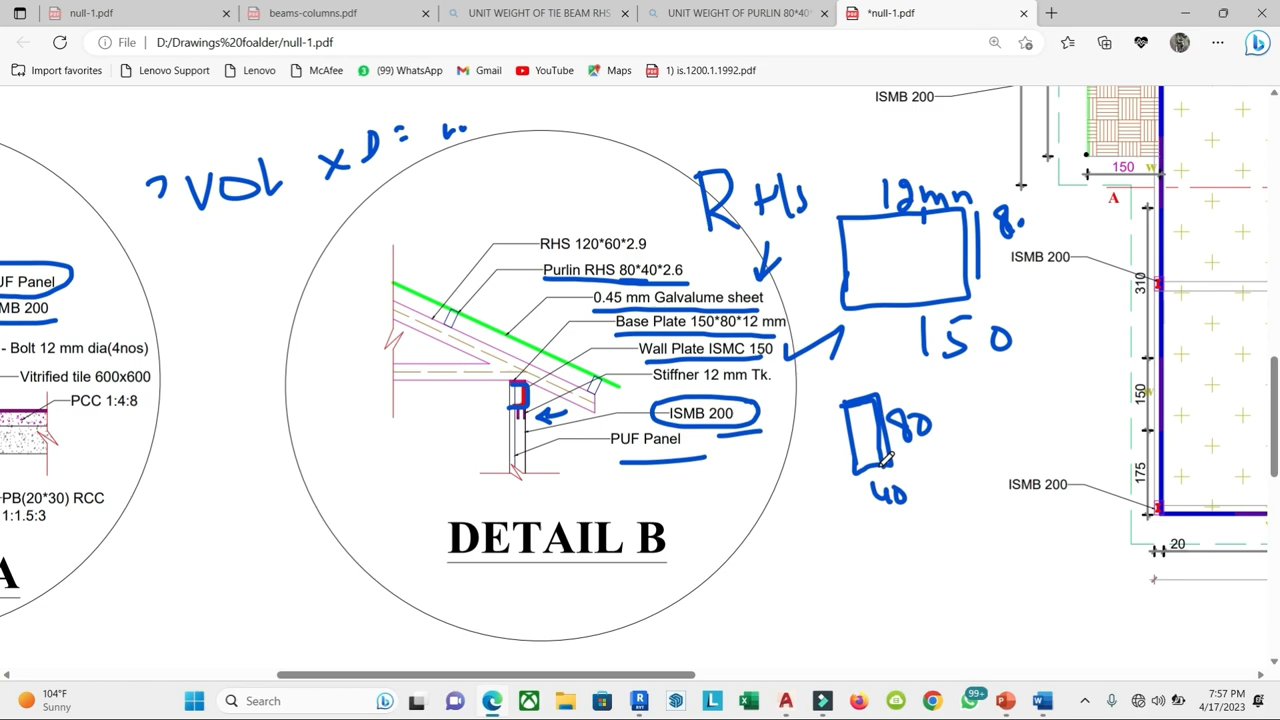 null-1.pdf
beams-columns.pdf
UNIT WEIGHT OF TIE BEAM RHS
UNIT WEIGHT OF PURLIN 80*40*
*null-1.pdf
File
D:/Drawings%20foalder/null-1.pdf
Import favorites
Lenovo Support
Lenovo
McAfee
(99) WhatsApp
Gmail
YouTube
Maps
1) is.1200.1.1992.pdf
VOL X D =
R Hs
12mm
8.
150
80
40
UF Panel
MB 200
- Bolt 12 mm dia(4nos)
Vitrified tile 600x600
PCC 1:4:8
PB(20*30) RCC
1:1.5:3
A
RHS 120*60*2.9
Purlin RHS 80*40*2.6
0.45 mm Galvalume sheet
Base Plate 150*80*12 mm
Wall Plate ISMC 150
Stiffner 12 mm Tk.
ISMB 200
PUF Panel
DETAIL B
ISMB 200
150
W
A
ISMB 200
310
150
W
175
ISMB 200
20
104°F
Sunny
Search
99+
7:57 PM
4/17/2023